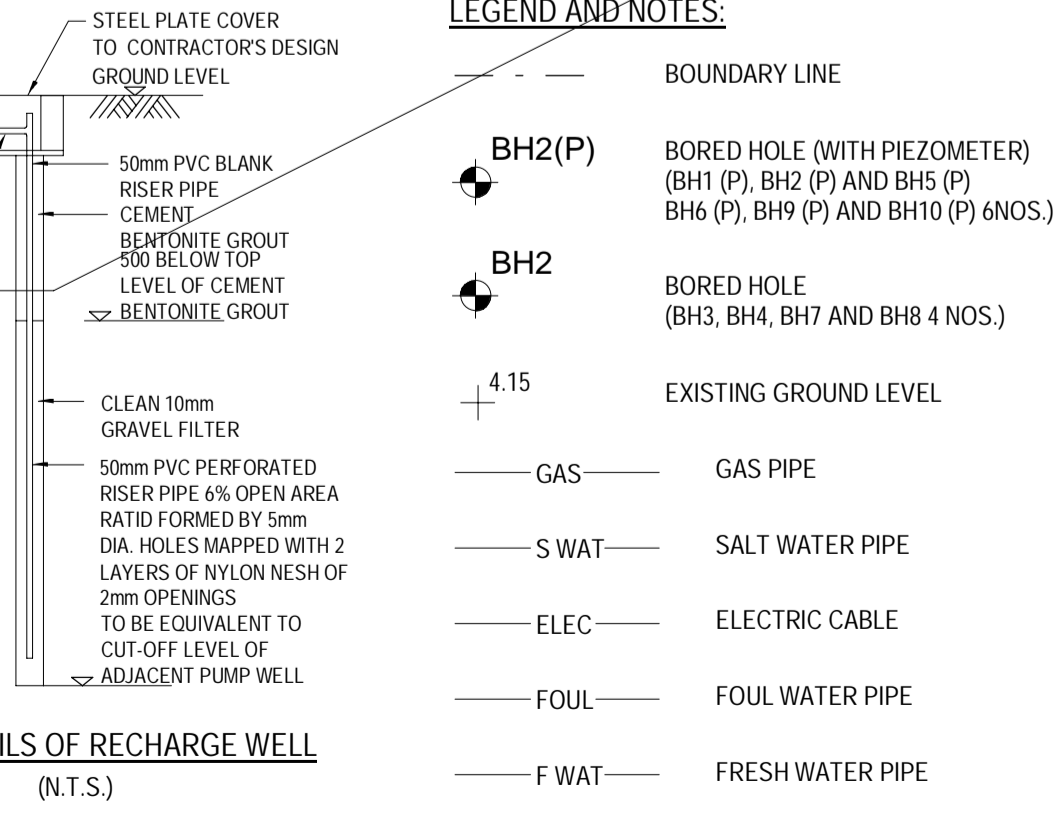 STEEL PLATE COVER
TO CONTRACTOR'S DESIGN
GROUND LEVEL
50mm PVC BLANK
RISER PIPE
CEMENT
BENTONITE GROUT
500 BELOW TOP
LEVEL OF CEMENT
BENTONITE GROUT
CLEAN 10mm
GRAVEL FILTER
50mm PVC PERFORATED
RISER PIPE 6% OPEN AREA
RATID FORMED BY 5mm
DIA. HOLES MAPPED WITH 2
LAYERS OF NYLON NESH OF
2mm OPENINGS
TO BE EQUIVALENT TO
CUT-OFF LEVEL OF
ADJACENT PUMP WELL
ILS OF RECHARGE WELL
(N.T.S.)
LEGEND AND NOTES:
BOUNDARY LINE
BH2(P)
BORED HOLE (WITH PIEZOMETER)
(BH1 (P), BH2 (P) AND BH5 (P)
BH6 (P), BH9 (P) AND BH10 (P) 6NOS.)
BH2
BORED HOLE
(BH3, BH4, BH7 AND BH8 4 NOS.)
4.15
EXISTING GROUND LEVEL
GAS GAS PIPE
S WAT SALT WATER PIPE
ELEC ELECTRIC CABLE
FOUL FOUL WATER PIPE
F WAT FRESH WATER PIPE